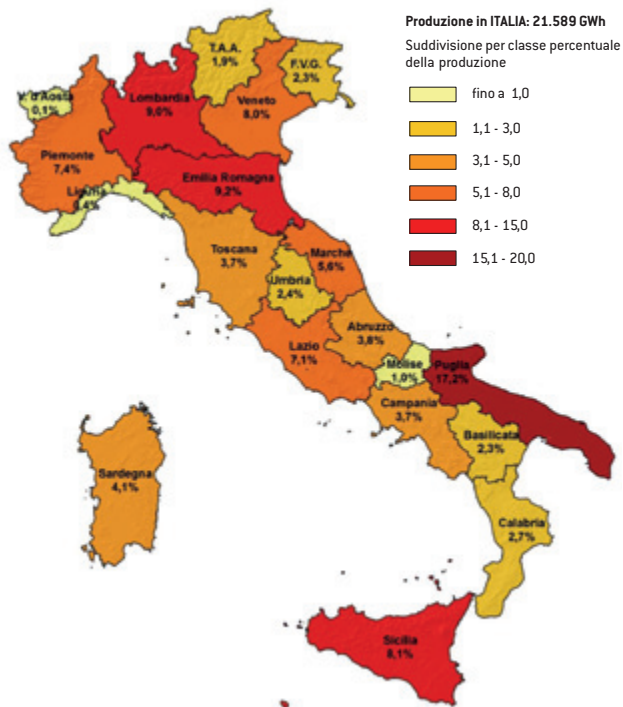 Produzione in ITALIA: 21.589 GWh
Suddivisione per classe percentuale
della produzione
fino a 1,0
1,1 - 3,0
3,1 - 5,0
5,1 - 8,0
8,1 - 15,0
15,1 - 20,0
T.A.A.
1,9%
F.V.G.
2,3%
V. d'Aosta
0,1%
Lombardia
9,0%
Veneto
8,0%
Piemonte
7,4%
Emilia Romagna
9,2%
Liguria
0,4%
Toscana
3,7%
Marche
5,6%
Umbria
2,4%
Abruzzo
3,8%
Lazio
7,1%
Molise
1,0%
Puglia
17,2%
Campania
3,7%
Basilicata
2,3%
Sardegna
4,1%
Calabria
2,7%
Sicilia
8,1%